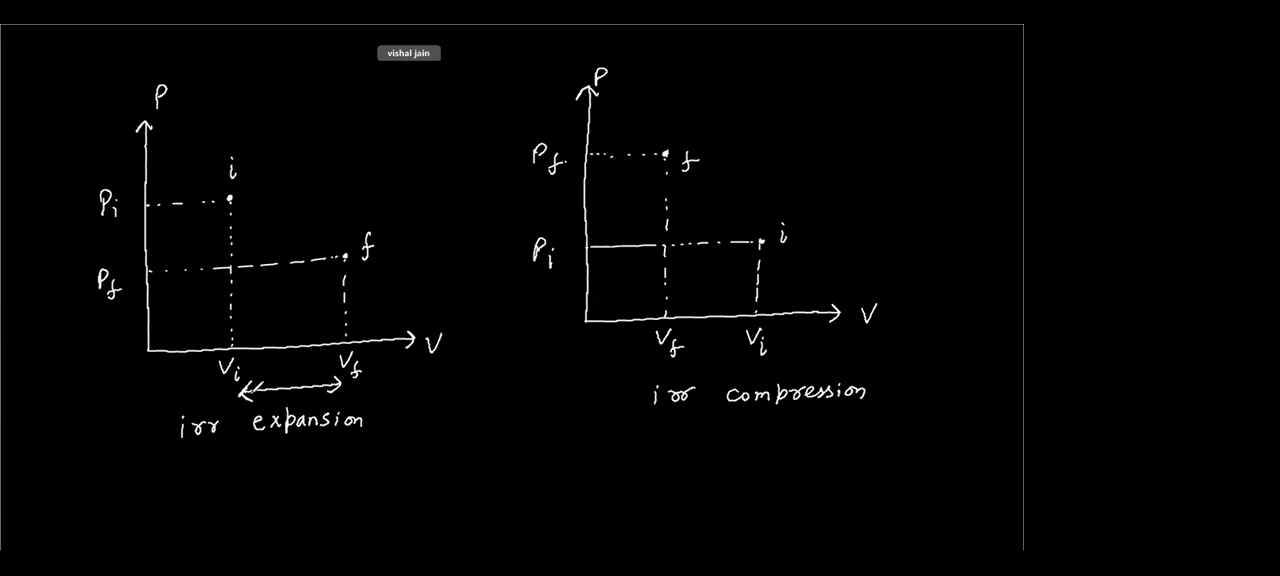 vishal jain
P
i
Pi
f
Pf
Vi
Vf
V
irr expansion
P
Pf
f
Pi
i
Vf
Vi
V
irr compression